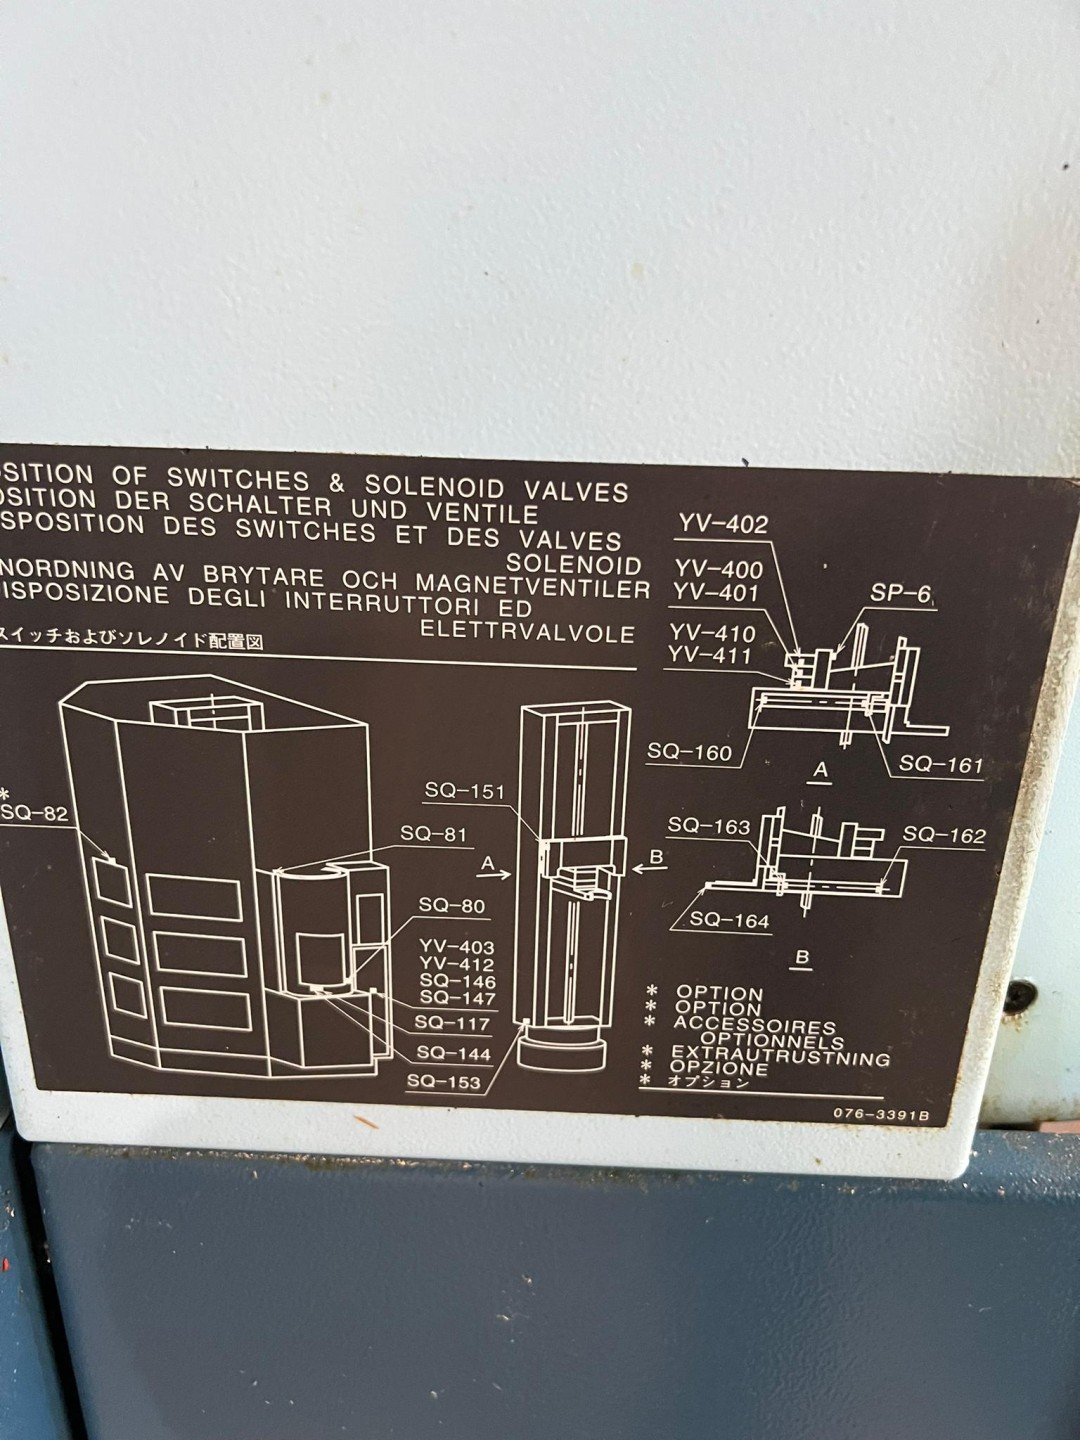 SITION OF SWITCHES & SOLENOID VALVES
OSITION DER SCHALTER UND VENTILE
SPOSITION DES SWITCHES ET DES VALVES
SOLENOID
NORDNING AV BRYTARE OCH MAGNETVENTILER
ISPOSIZIONE DEGLI INTERRUTTORI ED
ELETTRVALVOLE
スイッチおよびソレノイド配置図
YV-402
YV-400
YV-401
SP-6
YV-410
YV-411
SQ-160
SQ-161
A
*
SQ-82
SQ-151
SQ-81
A
B
SQ-80
YV-403
YV-412
SQ-146
SQ-147
SQ-117
SQ-144
SQ-153
SQ-163
SQ-162
SQ-164
B
* OPTION
* OPTION
* ACCESSOIRES
OPTIONNELS
* EXTRAUTRUSTNING
* OPZIONE
* オプション
076-3391B